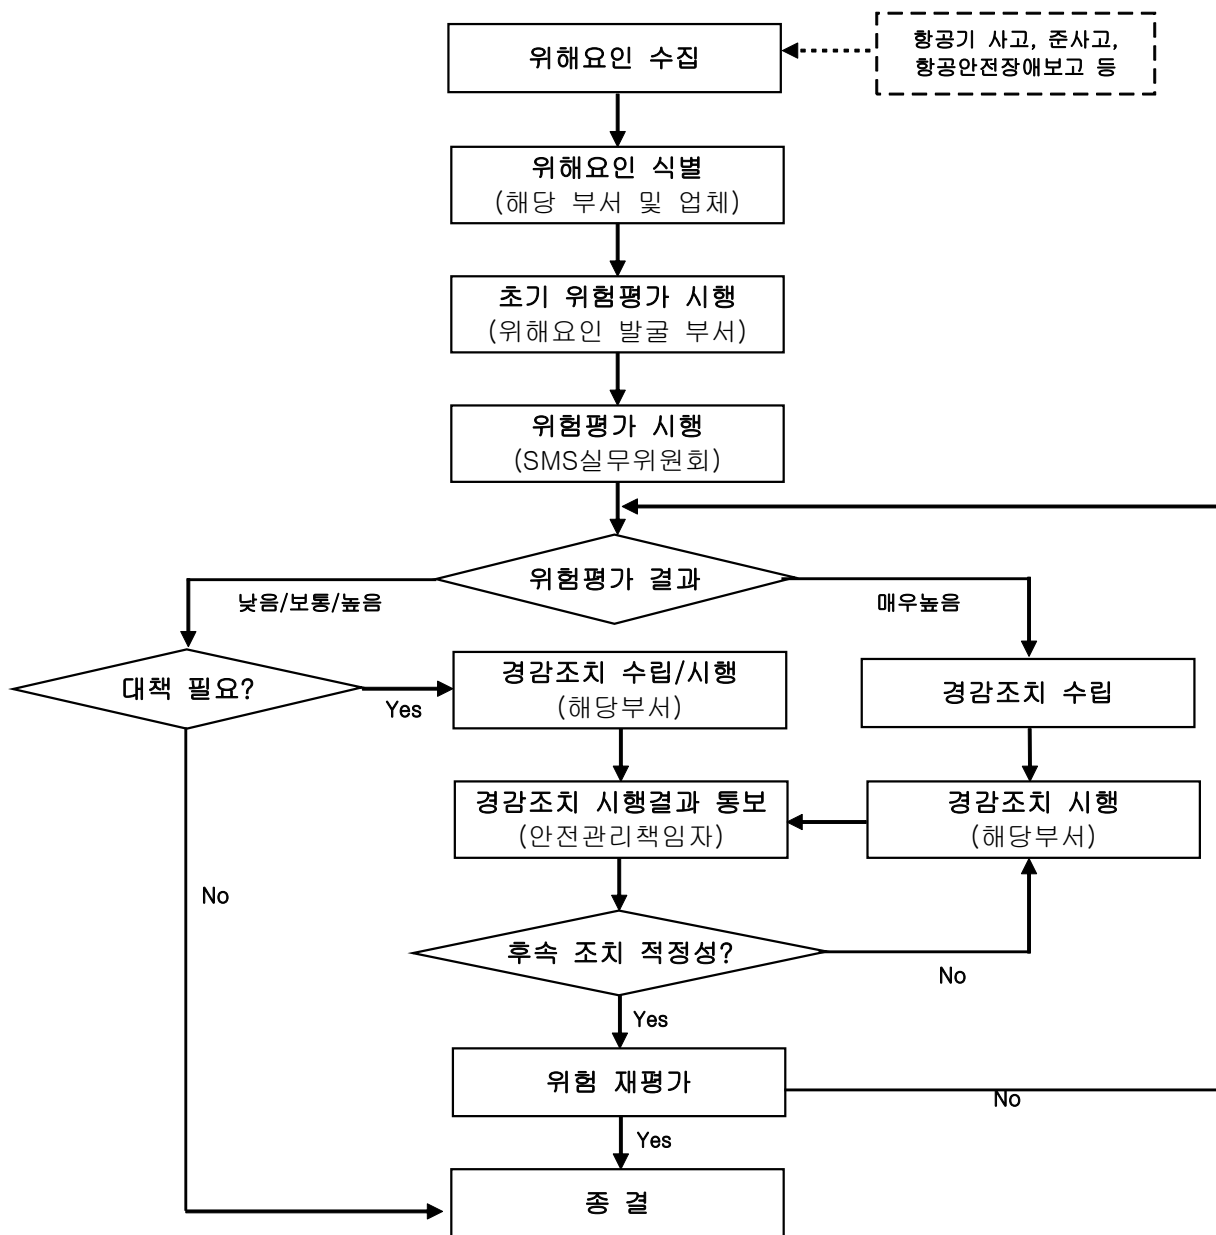 위해요인 수집
항공기 사고, 준사고,
항공안전장애보고 등
위해요인 식별
(해당 부서 및 업체)
초기 위험평가 시행
(위해요인 발굴 부서)
위험평가 시행
(SMS실무위원회)
위험평가 결과
낮음/보통/높음
매우높음
대책 필요?
Yes
경감조치 수립/시행
(해당부서)
경감조치 수립
경감조치 시행결과 통보
(안전관리책임자)
경감조치 시행
(해당부서)
No
후속 조치 적정성?
No
Yes
위험 재평가
No
Yes
종 결